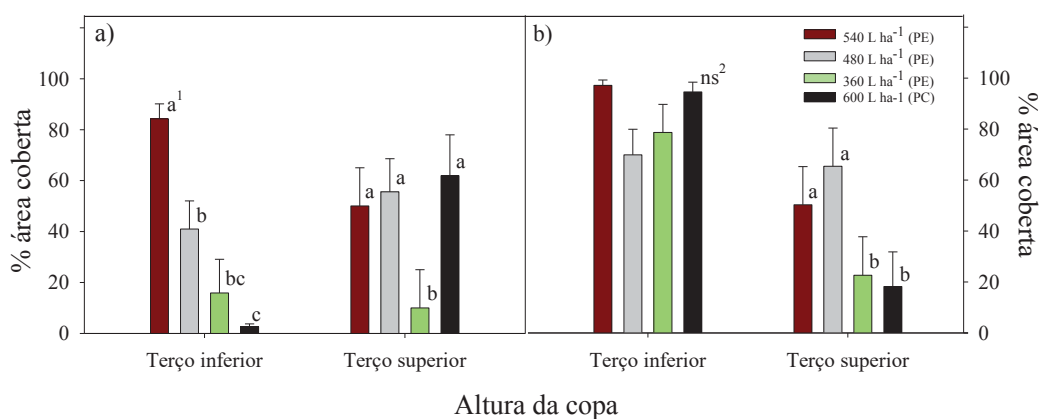 a)
% área coberta
100
80
60
40
20
0
a¹
b
bc
c
a
a
b
a
Terço inferior
Terço superior
b)
540 L ha⁻¹ (PE)
480 L ha⁻¹ (PE)
360 L ha⁻¹ (PE)
600 L ha-1 (PC)
ns²
a
a
b
b
100
80
60
40
20
0
% área coberta
Terço inferior
Terço superior
Altura da copa